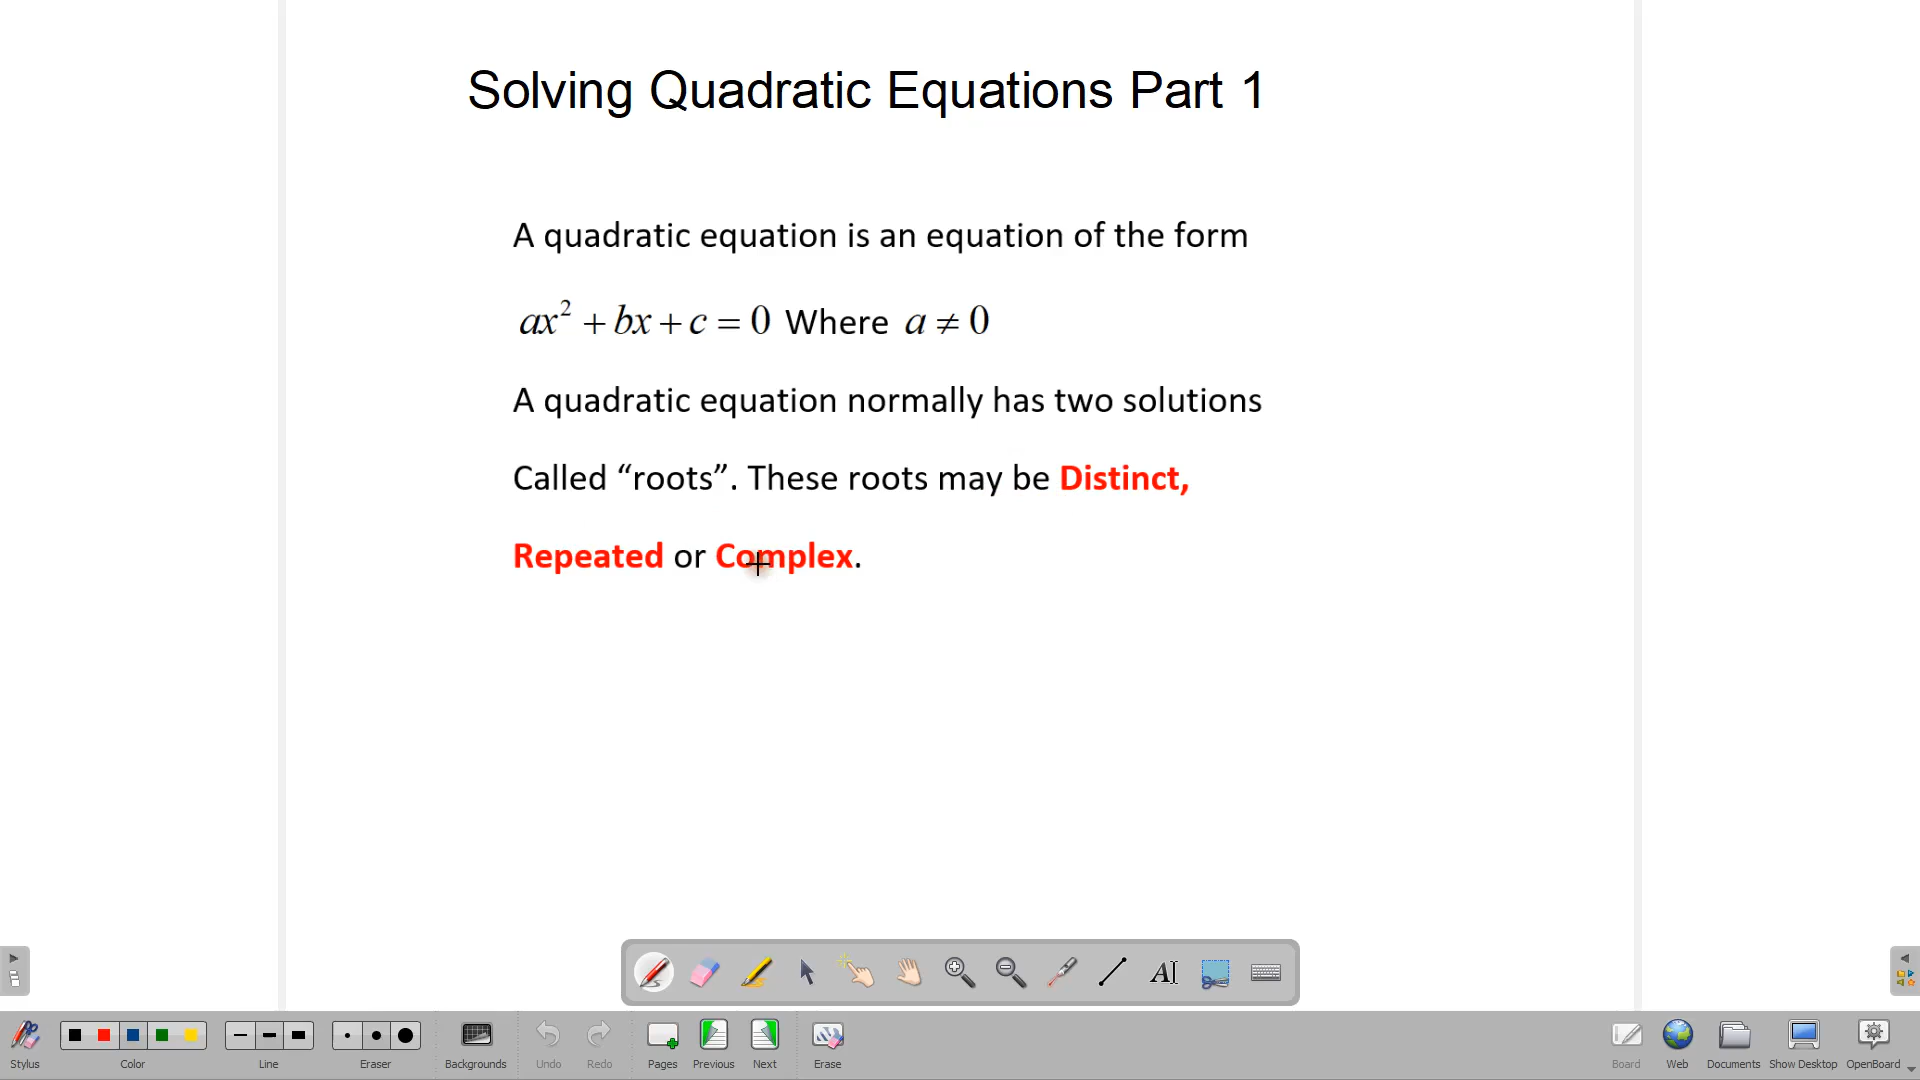 Solving Quadratic Equations Part 1
A quadratic equation is an equation of the form
ax² + bx + c = 0 Where a ≠ 0
A quadratic equation normally has two solutions
Called “roots”. These roots may be Distinct,
Repeated or Complex.
Stylus Color Line Eraser Backgrounds Undo Redo Pages Previous Next Erase Board Web Documents Show Desktop OpenBoard